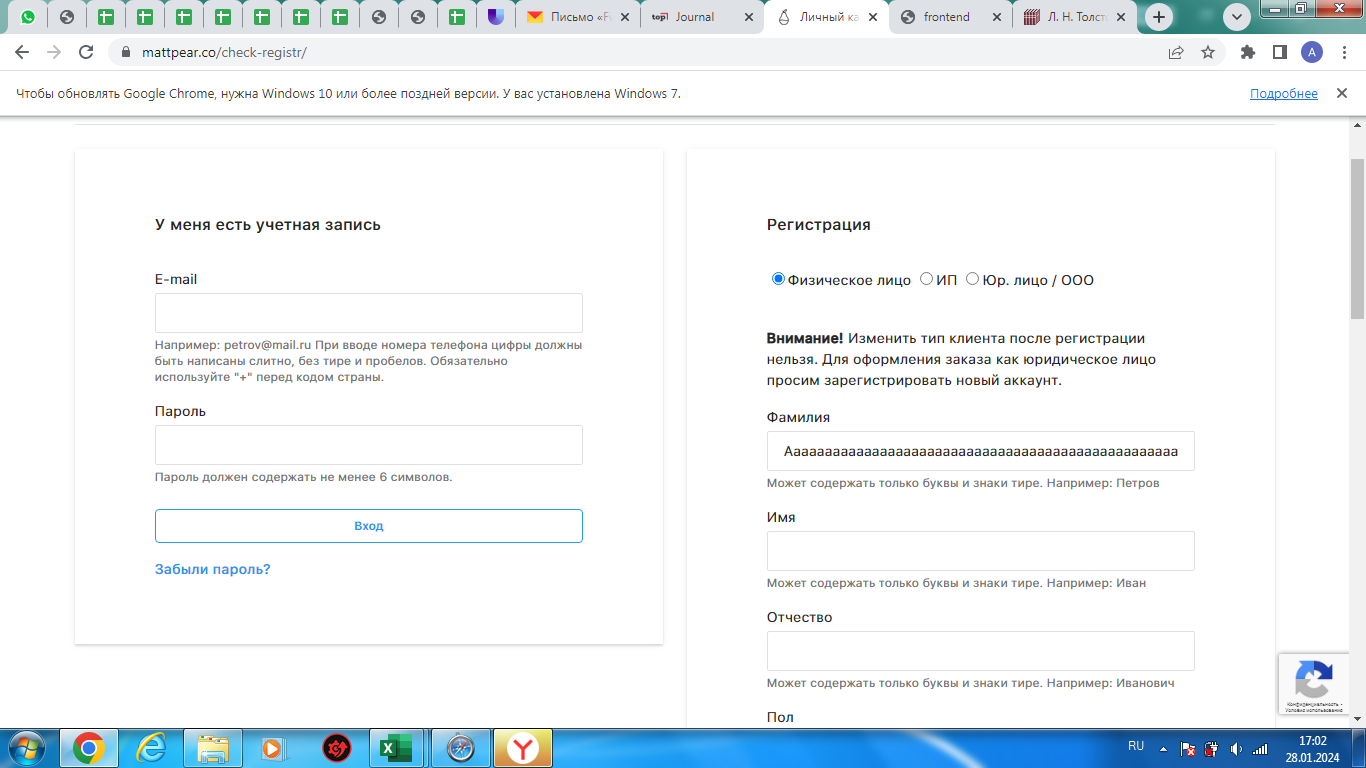 Письмо «F
top1 Journal
Личный ка
frontend
Л. Н. Толст
mattpear.co/check-registr/
A
Чтобы обновлять Google Chrome, нужна Windows 10 или более поздней версии. У вас установлена Windows 7.
Подробнее
У меня есть учетная запись
E-mail
Например: petrov@mail.ru При вводе номера телефона цифры должны
быть написаны слитно, без тире и пробелов. Обязательно
используйте "+" перед кодом страны.
Пароль
Пароль должен содержать не менее 6 символов.
Вход
Забыли пароль?
Регистрация
Физическое лицо ИП Юр. лицо / ООО
Внимание! Изменить тип клиента после регистрации
нельзя. Для оформления заказа как юридическое лицо
просим зарегистрировать новый аккаунт.
Фамилия
Аааааааааааааааааааааааааааааааааааааааааааааааааа
Может содержать только буквы и знаки тире. Например: Петров
Имя
Может содержать только буквы и знаки тире. Например: Иван
Отчество
Может содержать только буквы и знаки тире. Например: Иванович
Пол
Конфиденциальность -
Условия использования
RU
17:02
28.01.2024